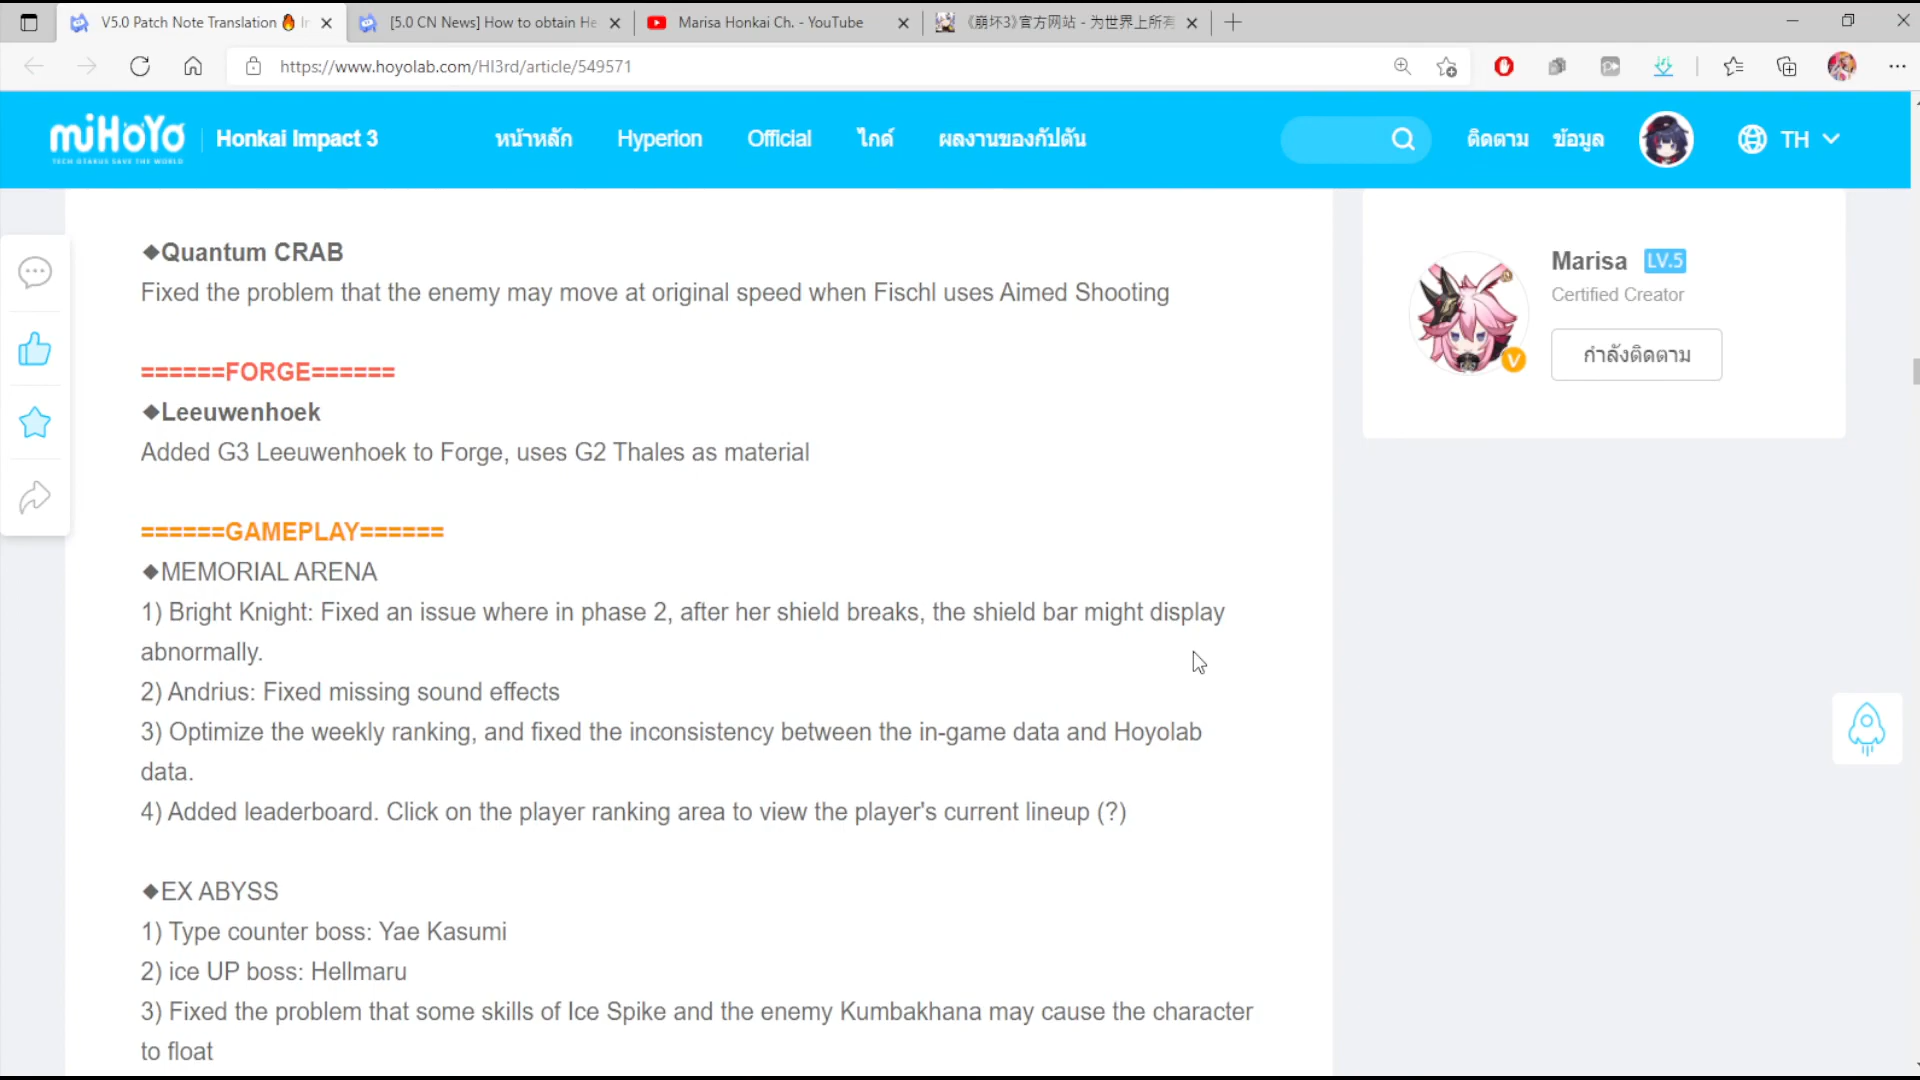 V5.0 Patch Note Translation🔥 In
[5.0 CN News] How to obtain He
Marisa Honkai Ch. - YouTube
《崩坏3》官方网站 - 为世界上所有
https://www.hoyolab.com/HI3rd/article/549571
miHoYo
TECH OTAKUS SAVE THE WORLD
Honkai Impact 3
หน้าหลัก
Hyperion
Official
ไกด์
ผลงานของกัปตัน
ติดตาม
ข้อมูล
TH
◆Quantum CRAB
Fixed the problem that the enemy may move at original speed when Fischl uses Aimed Shooting
======FORGE======
◆Leeuwenhoek
Added G3 Leeuwenhoek to Forge, uses G2 Thales as material
======GAMEPLAY======
◆MEMORIAL ARENA
1) Bright Knight: Fixed an issue where in phase 2, after her shield breaks, the shield bar might display
abnormally.
2) Andrius: Fixed missing sound effects
3) Optimize the weekly ranking, and fixed the inconsistency between the in-game data and Hoyolab
data.
4) Added leaderboard. Click on the player ranking area to view the player's current lineup (?)
◆EX ABYSS
1) Type counter boss: Yae Kasumi
2) ice UP boss: Hellmaru
3) Fixed the problem that some skills of Ice Spike and the enemy Kumbakhana may cause the character
to float
Marisa LV.5
Certified Creator
V
กำลังติดตาม